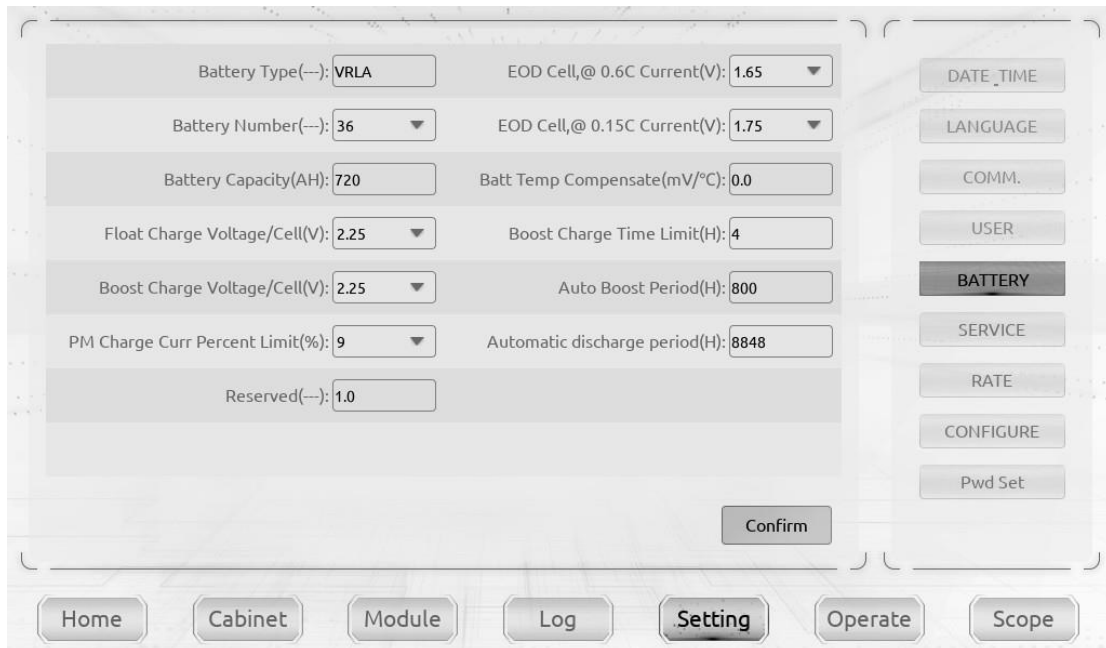 Battery Type(---): VRLA
EOD Cell,@ 0.6C Current(V): 1.65
Battery Number(---): 36
EOD Cell,@ 0.15C Current(V): 1.75
Battery Capacity(AH): 720
Batt Temp Compensate(mV/°C): 0.0
Float Charge Voltage/Cell(V): 2.25
Boost Charge Time Limit(H): 4
Boost Charge Voltage/Cell(V): 2.25
Auto Boost Period(H): 800
PM Charge Curr Percent Limit(%): 9
Automatic discharge period(H): 8848
Reserved(---): 1.0
Confirm
DATE_TIME
LANGUAGE
COMM.
USER
BATTERY
SERVICE
RATE
CONFIGURE
Pwd Set
Home
Cabinet
Module
Log
Setting
Operate
Scope